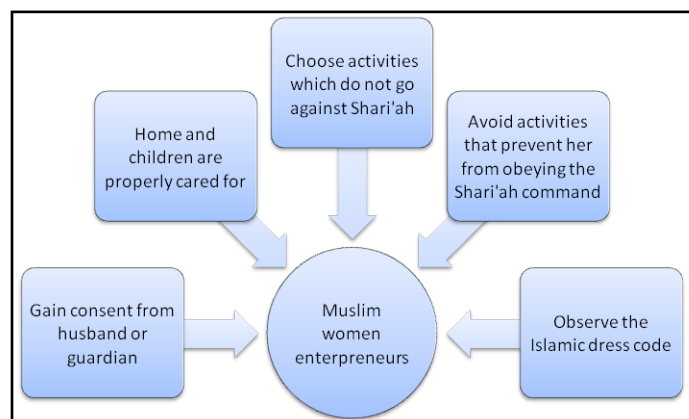 Choose activities
which do not go
against Shari'ah
Home and
children are
properly cared for
Avoid activities
that prevent her
from obeying the
Shari'ah command
Gain consent from
husband or
guardian
Muslim
women
enterpreneurs
Observe the
Islamic dress code